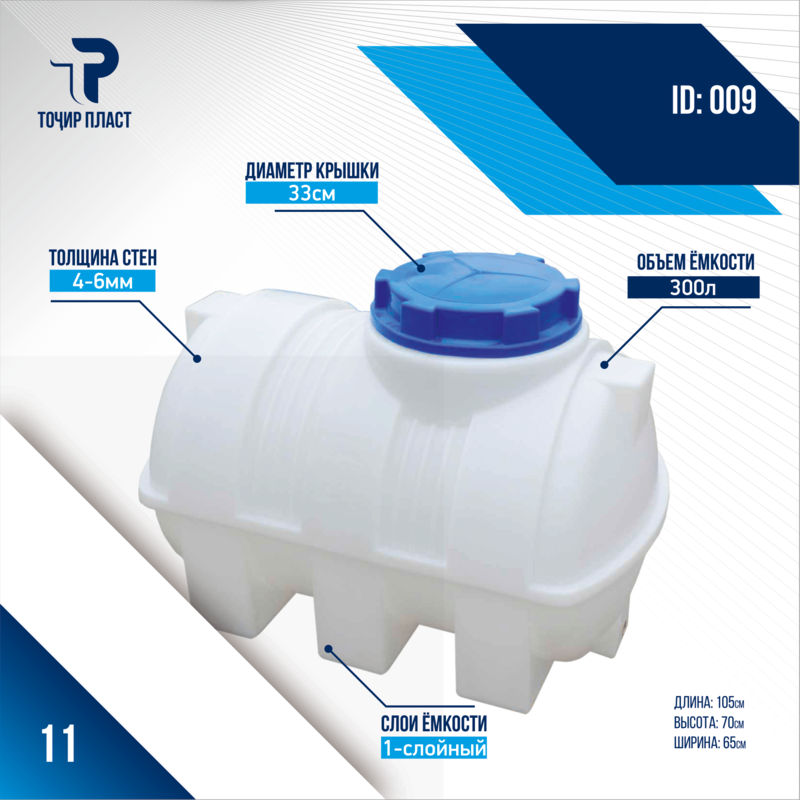 ТОҶИР ПЛАСТ
ID: 009
ДИАМЕТР КРЫШКИ
33см
ТОЛЩИНА СТЕН
4-6мм
ОБЪЕМ ЁМКОСТИ
300л
СЛОИ ЁМКОСТИ
1-слойный
ДЛИНА: 105см
ВЫСОТА: 70см
ШИРИНА: 65см
11